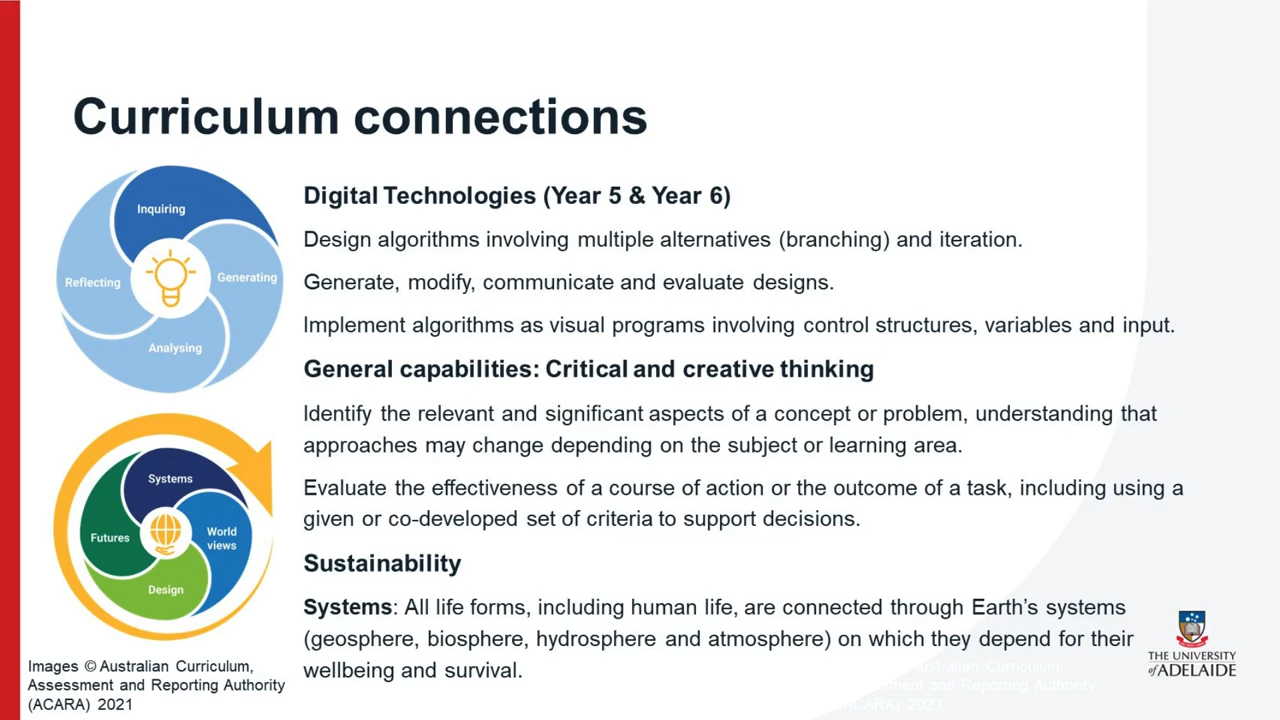 Curriculum connections
Inquiring
Generating
Reflecting
Analysing
Systems
World
views
Futures
Design
Images © Australian Curriculum,
Assessment and Reporting Authority
(ACARA) 2021
Digital Technologies (Year 5 & Year 6)
Design algorithms involving multiple alternatives (branching) and iteration.
Generate, modify, communicate and evaluate designs.
Implement algorithms as visual programs involving control structures, variables and input.
General capabilities: Critical and creative thinking
Identify the relevant and significant aspects of a concept or problem, understanding that
approaches may change depending on the subject or learning area.
Evaluate the effectiveness of a course of action or the outcome of a task, including using a
given or co-developed set of criteria to support decisions.
Sustainability
Systems: All life forms, including human life, are connected through Earth's systems
(geosphere, biosphere, hydrosphere and atmosphere) on which they depend for their
wellbeing and survival.
Australian Curriculum,
and Reporting Authority
(ACARA) 2021
THE UNIVERSITY
of ADELAIDE